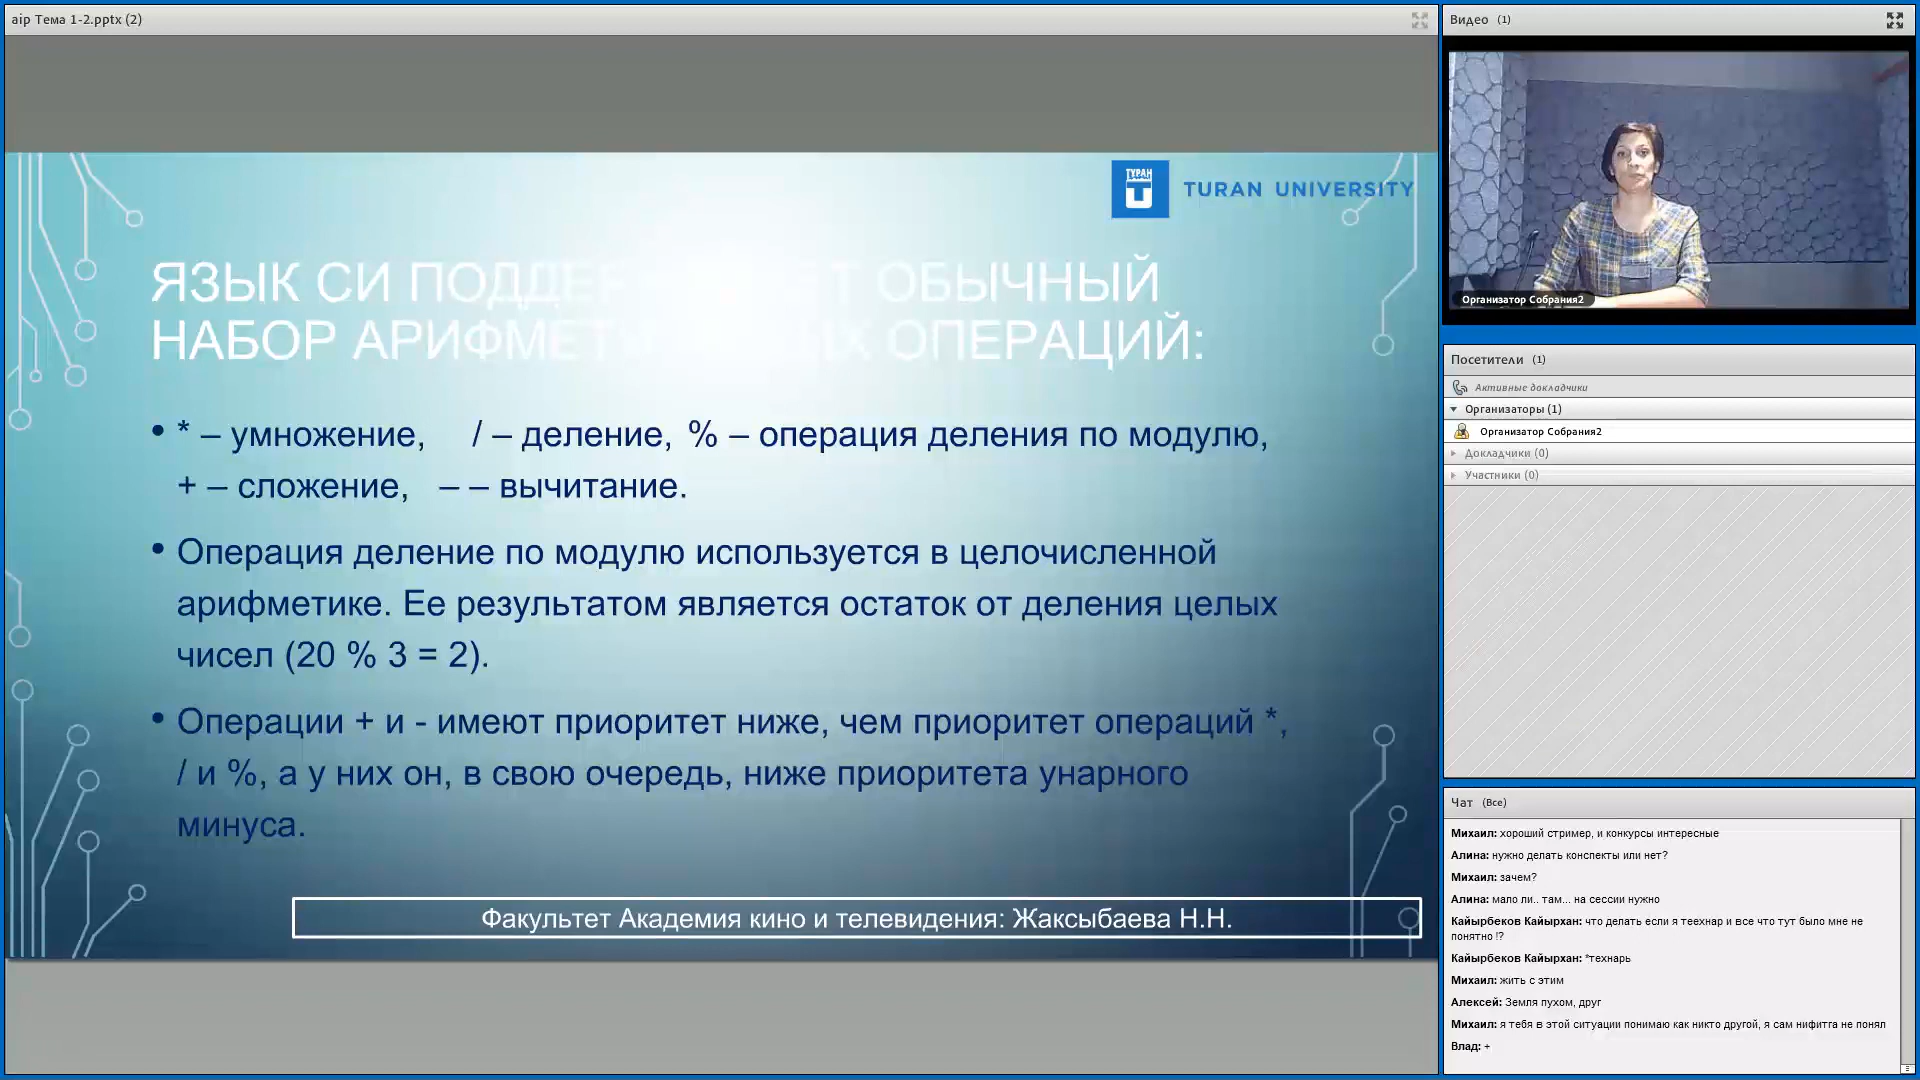 aip Тема 1-2.pptx (2)
ТУРАН
TURAN UNIVERSITY
ЯЗЫК СИ ПОДДЕРЖИВАЕТ ОБЫЧНЫЙ
НАБОР АРИФМЕТИЧЕСКИХ ОПЕРАЦИЙ:
• * – умножение, / – деление, % – операция деления по модулю,
+ – сложение, – – вычитание.
• Операция деление по модулю используется в целочисленной
арифметике. Ее результатом является остаток от деления целых
чисел (20 % 3 = 2).
• Операции + и - имеют приоритет ниже, чем приоритет операций *,
/ и %, а у них он, в свою очередь, ниже приоритета унарного
минуса.
Факультет Академия кино и телевидения: Жаксыбаева Н.Н.
Видео (1)
Организатор Собрания2
Посетители (1)
Активные докладчики
Организаторы (1)
Организатор Собрания2
Докладчики (0)
Участники (0)
Чат (Все)
Михаил: хороший стример, и конкурсы интересные
Алина: нужно делать конспекты или нет?
Михаил: зачем?
Алина: мало ли.. там... на сессии нужно
Кайырбеков Кайырхан: что делать если я теехнар и все что тут было мне не
понятно !?
Кайырбеков Кайырхан: *технарь
Михаил: жить с этим
Алексей: Земля пухом, друг
Михаил: я тебя в этой ситуации понимаю как никто другой, я сам нифитга не понял
Влад: +